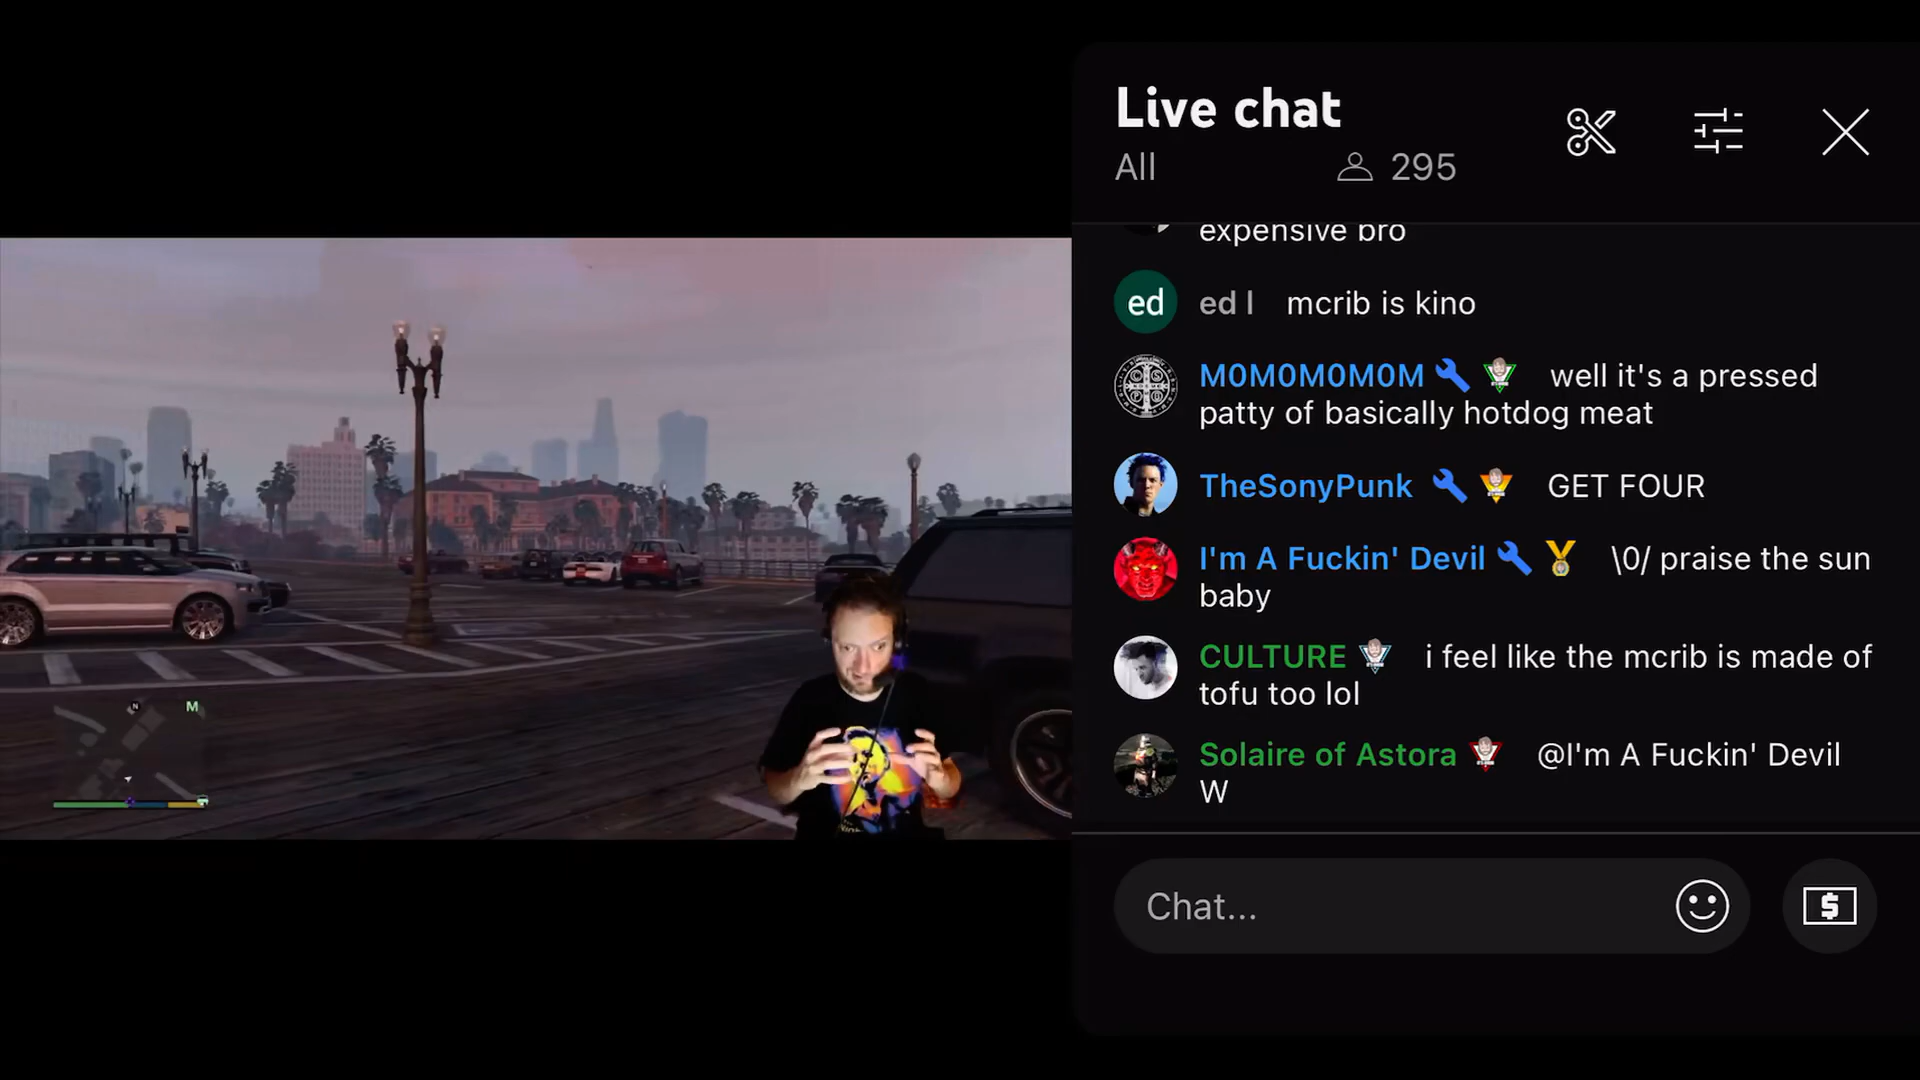 Live chat
All 295
expensive bro
ed ed l mcrib is kino
M0M0M0M0M well it's a pressed
patty of basically hotdog meat
TheSonyPunk GET FOUR
I'm A Fuckin' Devil \0/ praise the sun
baby
CULTURE i feel like the mcrib is made of
tofu too lol
Solaire of Astora @I'm A Fuckin' Devil
W
Chat...
$
N
M